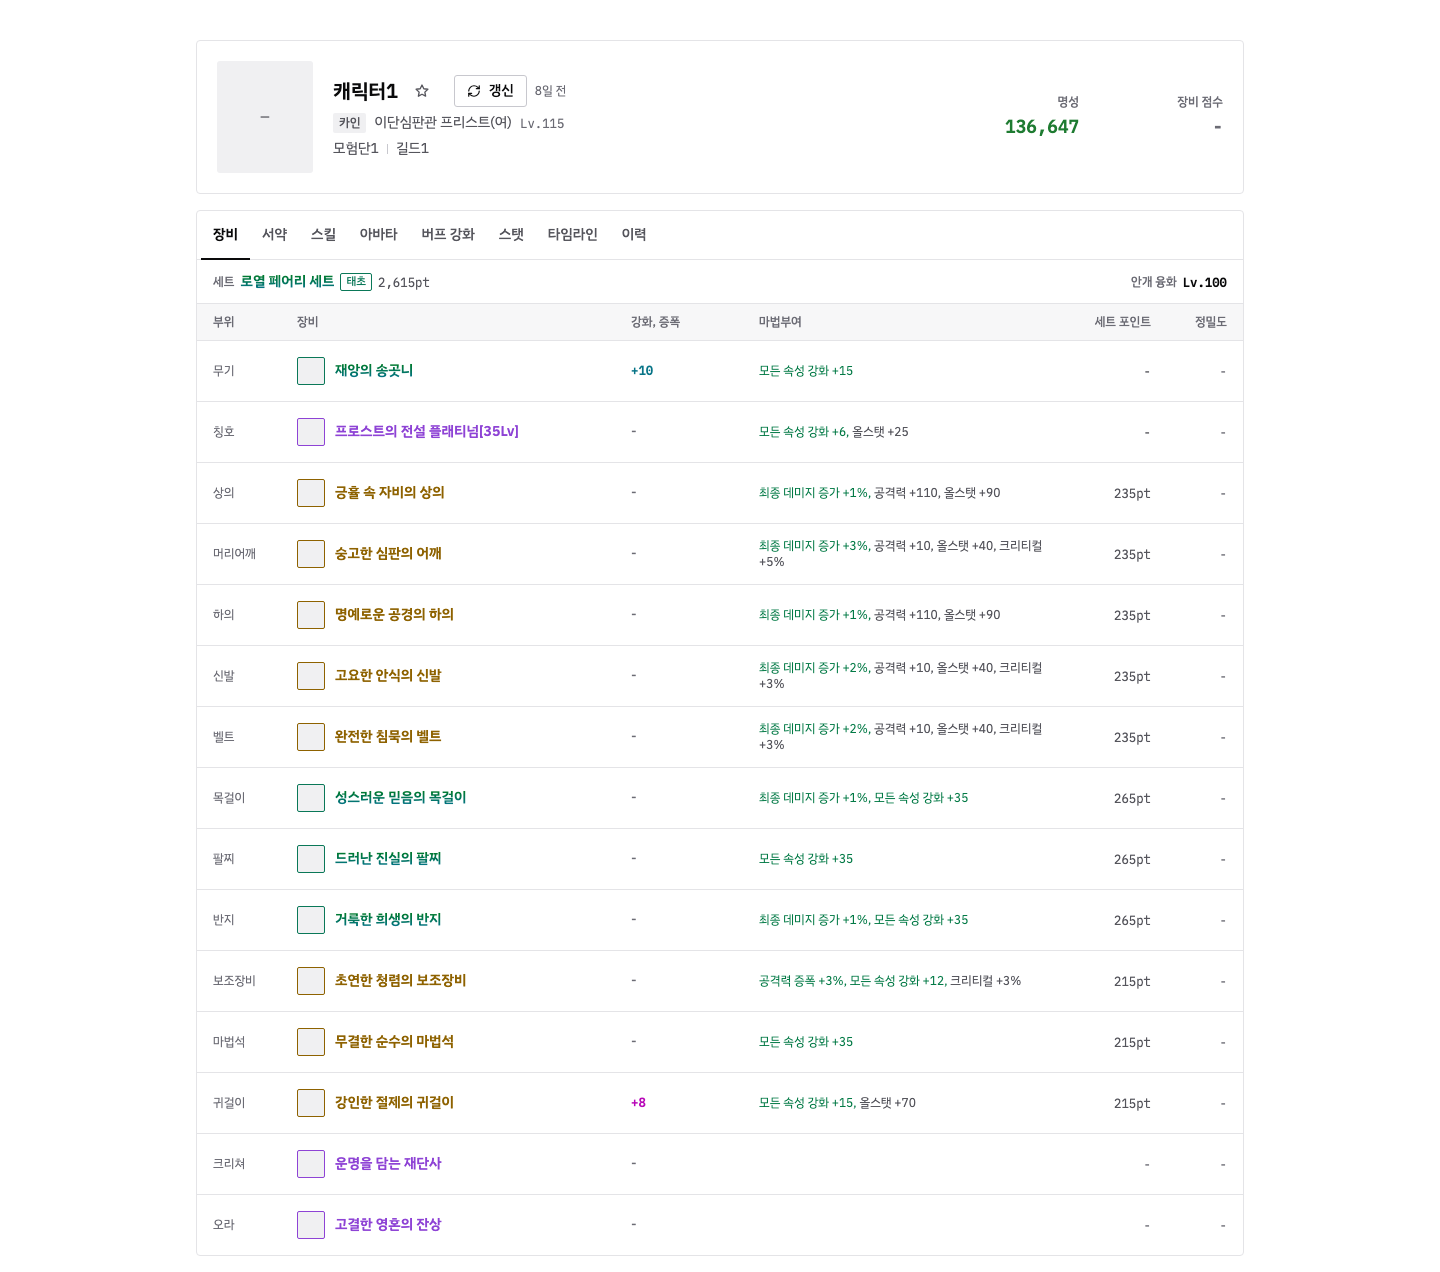 캐릭터1 갱신 8일 전
카인 이단심판관 프리스트(여) Lv.115
모험단1 길드1
명성 장비 점수
136,647 -
장비 서약 스킬 아바타 버프 강화 스탯 타임라인 이력
세트 로열 페어리 세트 태초 2,615pt 안개 융화 Lv.100
부위 장비 강화, 증폭 마법부여 세트 포인트 정밀도
무기 재앙의 송곳니 +10 모든 속성 강화 +15 - -
칭호 프로스트의 전설 플래티넘[35Lv] - 모든 속성 강화 +6, 올스탯 +25 - -
상의 긍휼 속 자비의 상의 - 최종 데미지 증가 +1%, 공격력 +110, 올스탯 +90 235pt -
머리어깨 숭고한 심판의 어깨 - 최종 데미지 증가 +3%, 공격력 +10, 올스탯 +40, 크리티컬
+5% 235pt -
하의 명예로운 공경의 하의 - 최종 데미지 증가 +1%, 공격력 +110, 올스탯 +90 235pt -
신발 고요한 안식의 신발 - 최종 데미지 증가 +2%, 공격력 +10, 올스탯 +40, 크리티컬
+3% 235pt -
벨트 완전한 침묵의 벨트 - 최종 데미지 증가 +2%, 공격력 +10, 올스탯 +40, 크리티컬
+3% 235pt -
목걸이 성스러운 믿음의 목걸이 - 최종 데미지 증가 +1%, 모든 속성 강화 +35 265pt -
팔찌 드러난 진실의 팔찌 - 모든 속성 강화 +35 265pt -
반지 거룩한 희생의 반지 - 최종 데미지 증가 +1%, 모든 속성 강화 +35 265pt -
보조장비 초연한 청렴의 보조장비 - 공격력 증폭 +3%, 모든 속성 강화 +12, 크리티컬 +3% 215pt -
마법석 무결한 순수의 마법석 - 모든 속성 강화 +35 215pt -
귀걸이 강인한 절제의 귀걸이 +8 모든 속성 강화 +15, 올스탯 +70 215pt -
크리쳐 운명을 담는 재단사 - - -
오라 고결한 영혼의 잔상 - - -